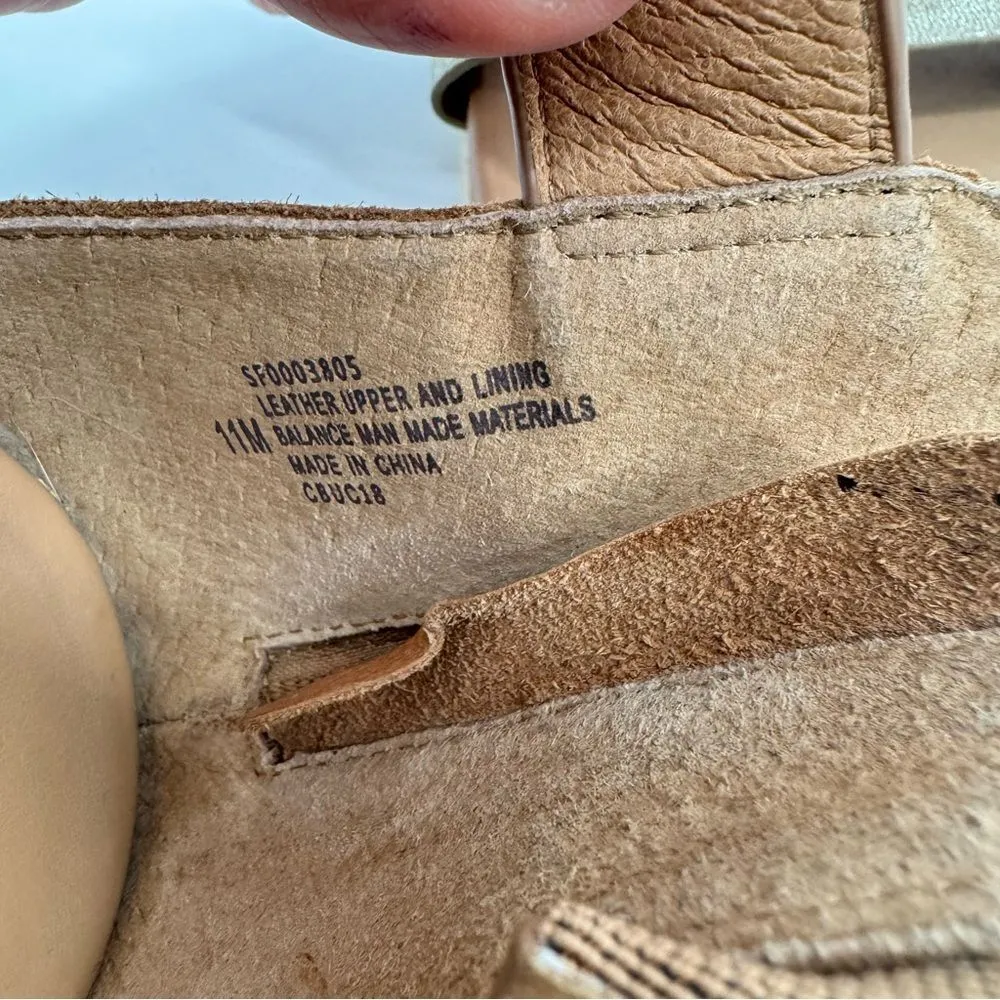 SF0003805
LEATHER UPPER AND LINING
11M BALANCE MAN MADE MATERIALS
MADE IN CHINA
CBUC18